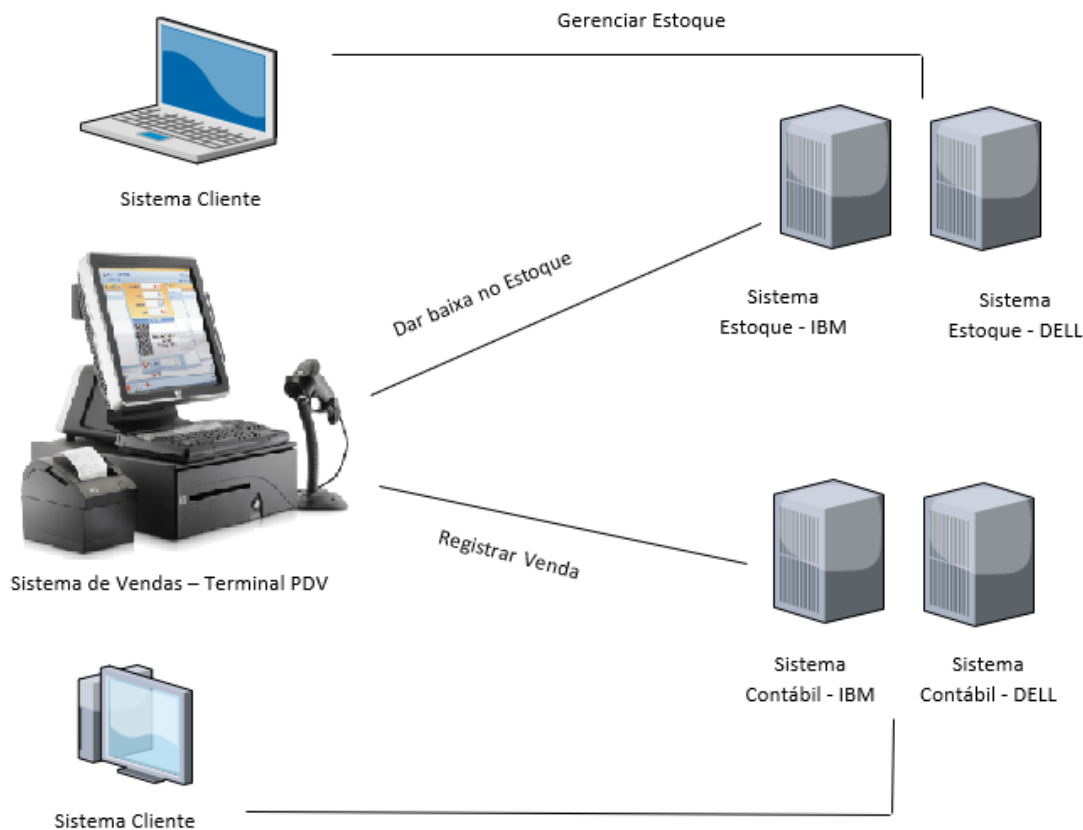 Gerenciar Estoque
Sistema Cliente
Dar baixa no Estoque
Sistema
Estoque - IBM
Sistema
Estoque - DELL
Sistema de Vendas – Terminal PDV
Registrar Venda
Sistema
Contábil - IBM
Sistema
Contábil - DELL
Sistema Cliente